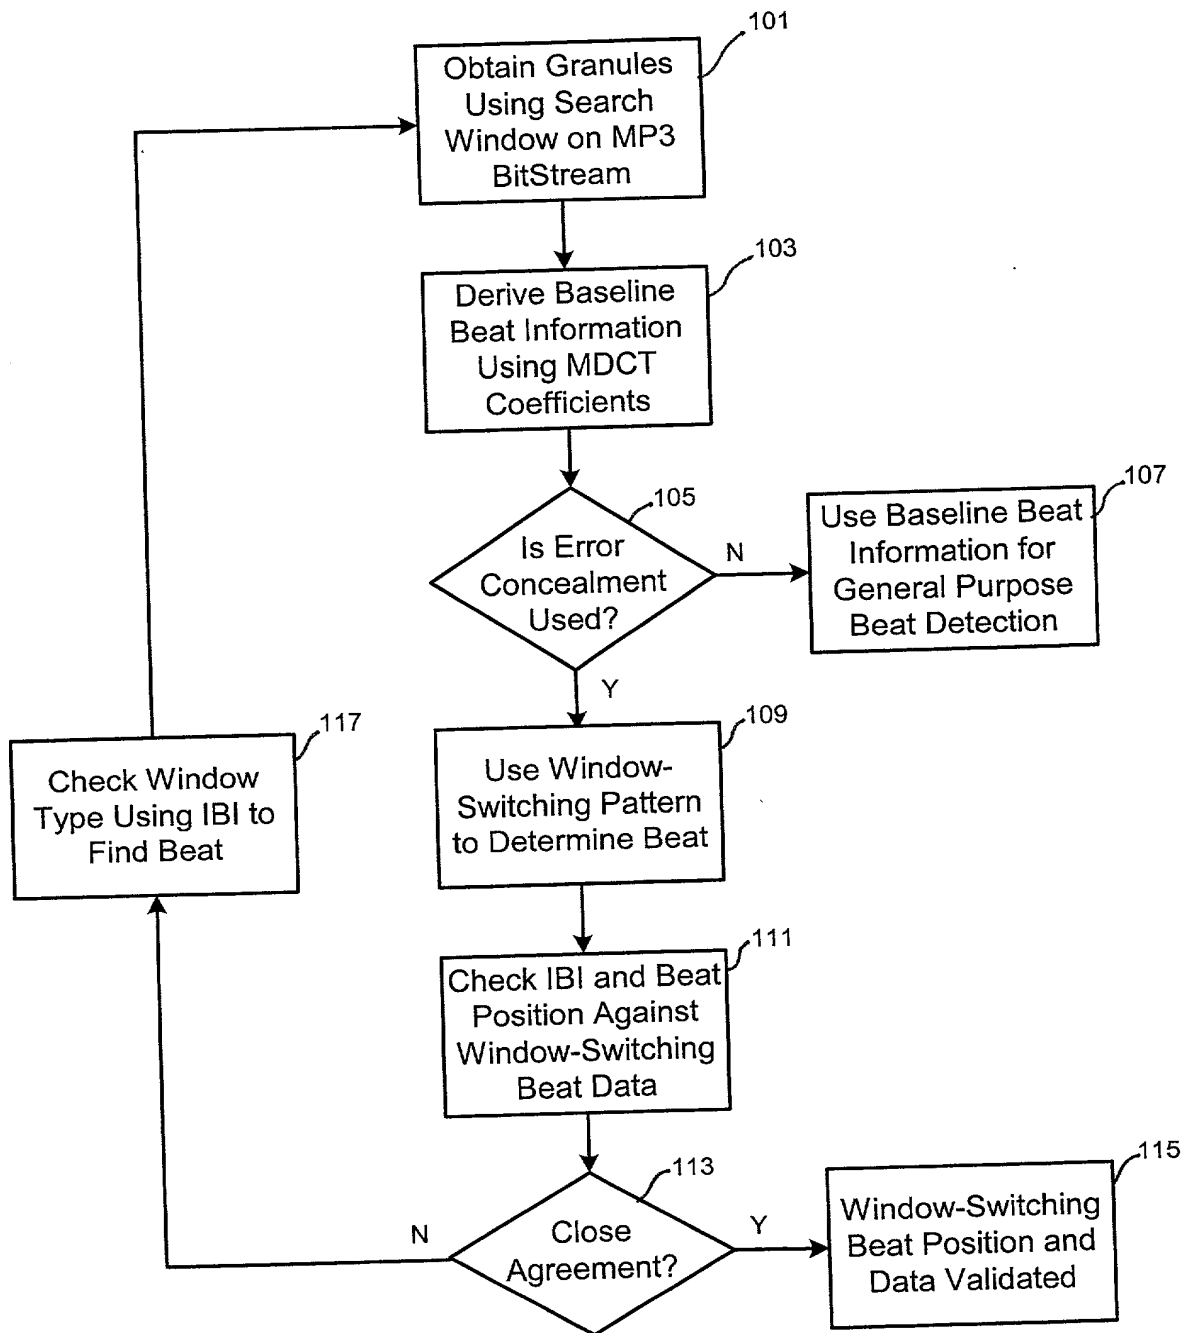 101
Obtain Granules
Using Search
Window on MP3
BitStream
103
Derive Baseline
Beat Information
Using MDCT
Coefficients
105
Is Error
Concealment
Used?
N
107
Use Baseline Beat
Information for
General Purpose
Beat Detection
Y
109
Use Window-
Switching Pattern
to Determine Beat
117
Check Window
Type Using IBI to
Find Beat
111
Check IBI and Beat
Position Against
Window-Switching
Beat Data
113
Close
Agreement?
N
Y
115
Window-Switching
Beat Position and
Data Validated